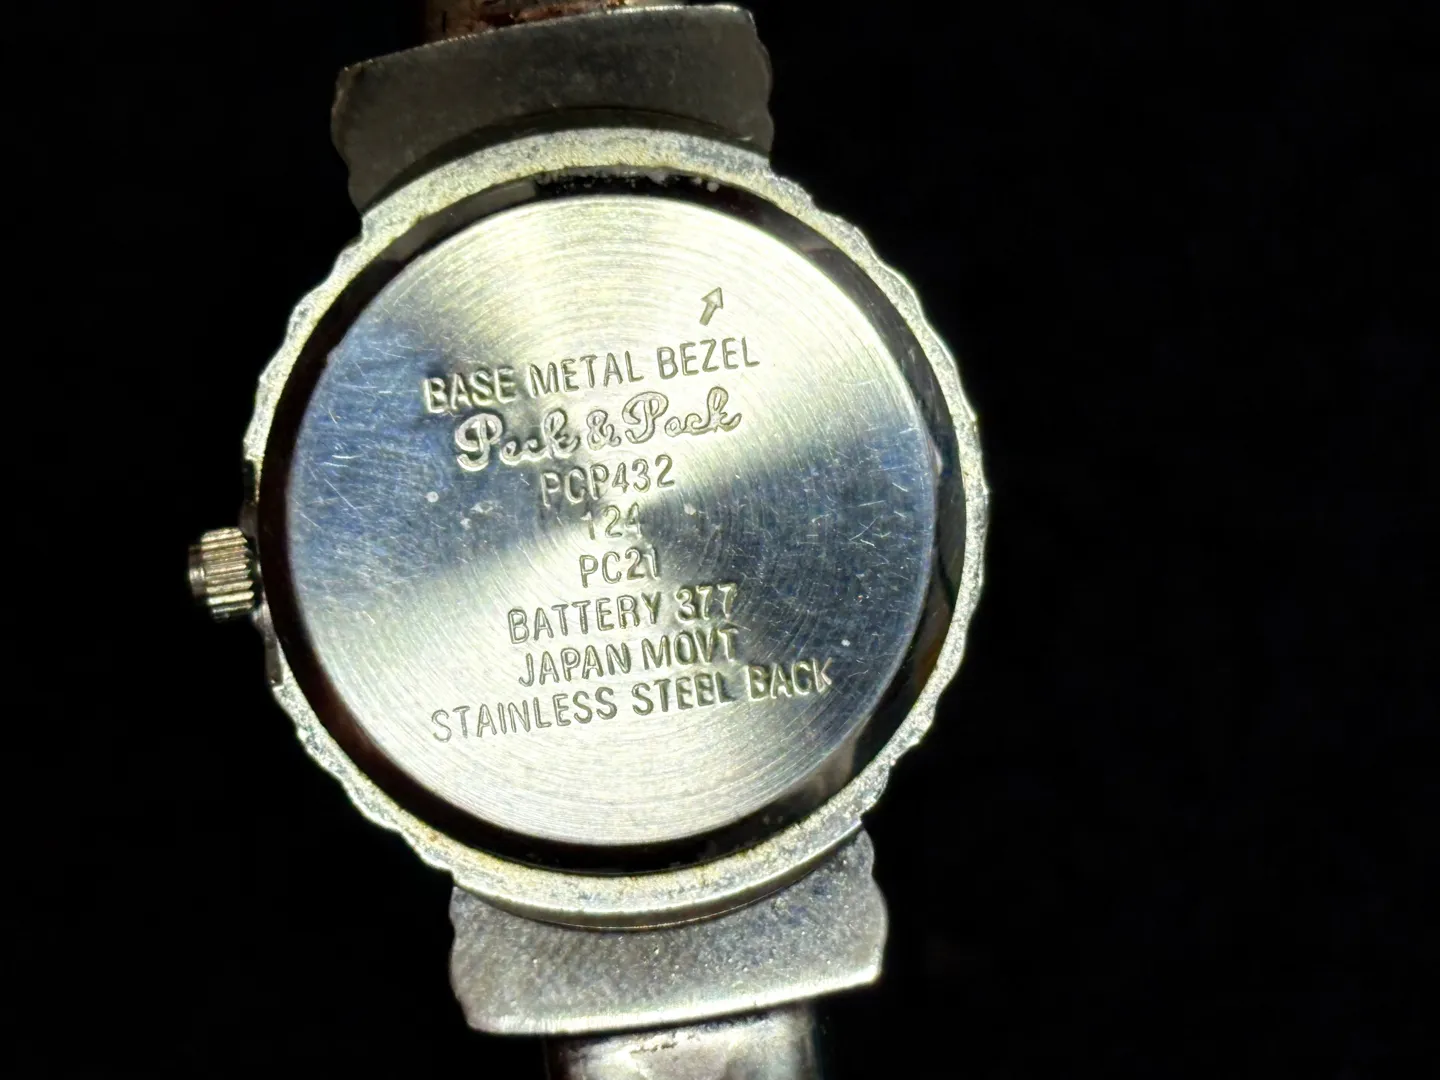 BASE METAL BEZEL
Peck & Peck
PCP432
124
PC21
BATTERY 377
JAPAN MOVT
STAINLESS STEEL BACK